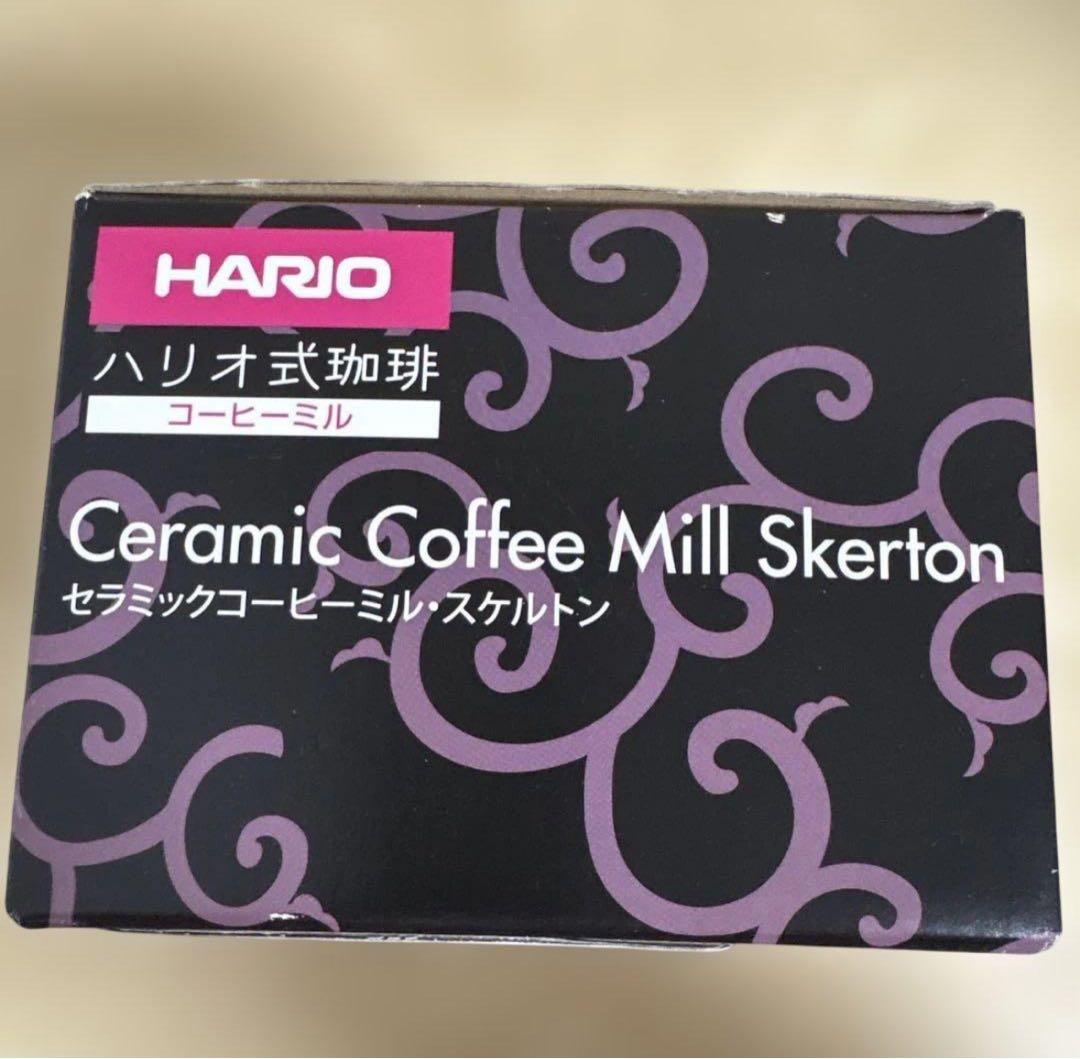 HARIO
ハリオ式珈琲
コーヒーミル
Ceramic Coffee Mill Skerton
セラミックコーヒーミル・スケルトン